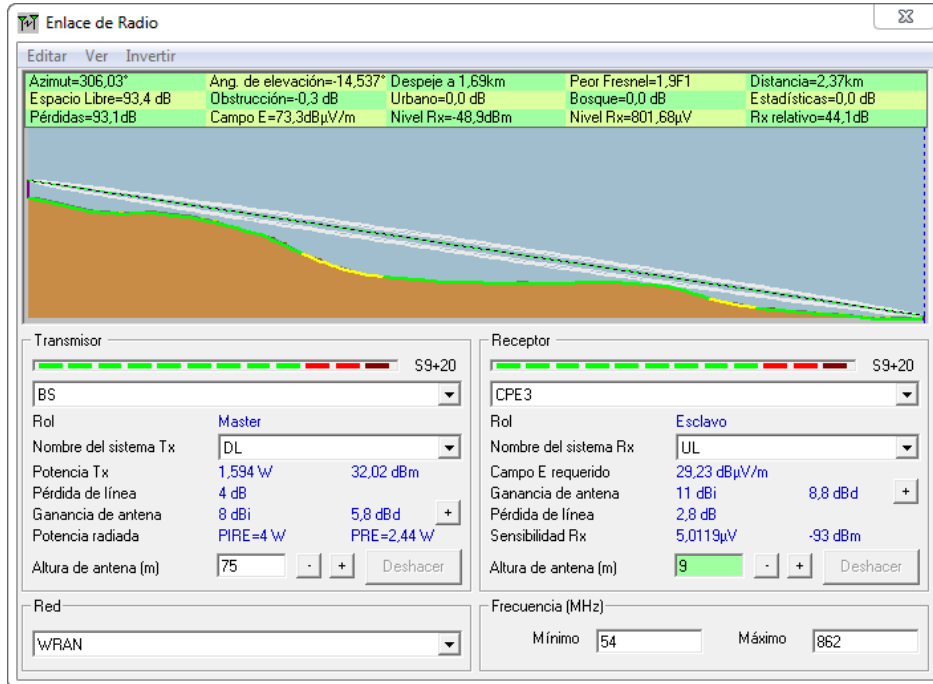 Enlace de Radio
Editar Ver Invertir
Azimut=306,03° Ang. de elevación=-14,537° Despeje a 1,69km Peor Fresnel=1,9F1 Distancia=2,37km
Espacio Libre=93,4 dB Obstrucción=-0,3 dB Urbano=0,0 dB Bosque=0,0 dB Estadísticas=0,0 dB
Pérdidas=93,1dB Campo E=73,3dBµV/m Nivel Rx=-48,9dBm Nivel Rx=801,68µV Rx relativo=44,1dB
Transmisor
S9+20
BS
Rol Master
Nombre del sistema Tx DL
Potencia Tx 1,594 W 32,02 dBm
Pérdida de línea 4 dB
Ganancia de antena 8 dBi 5,8 dBd +
Potencia radiada PIRE=4 W PRE=2,44 W
Altura de antena (m) 75 - + Deshacer
Red
WRAN
Receptor
S9+20
CPE3
Rol Esclavo
Nombre del sistema Rx UL
Campo E requerido 29,23 dBµV/m
Ganancia de antena 11 dBi 8,8 dBd +
Pérdida de línea 2,8 dB
Sensibilidad Rx 5,0119µV -93 dBm
Altura de antena (m) 9 - + Deshacer
Frecuencia (MHz)
Mínimo 54 Máximo 862